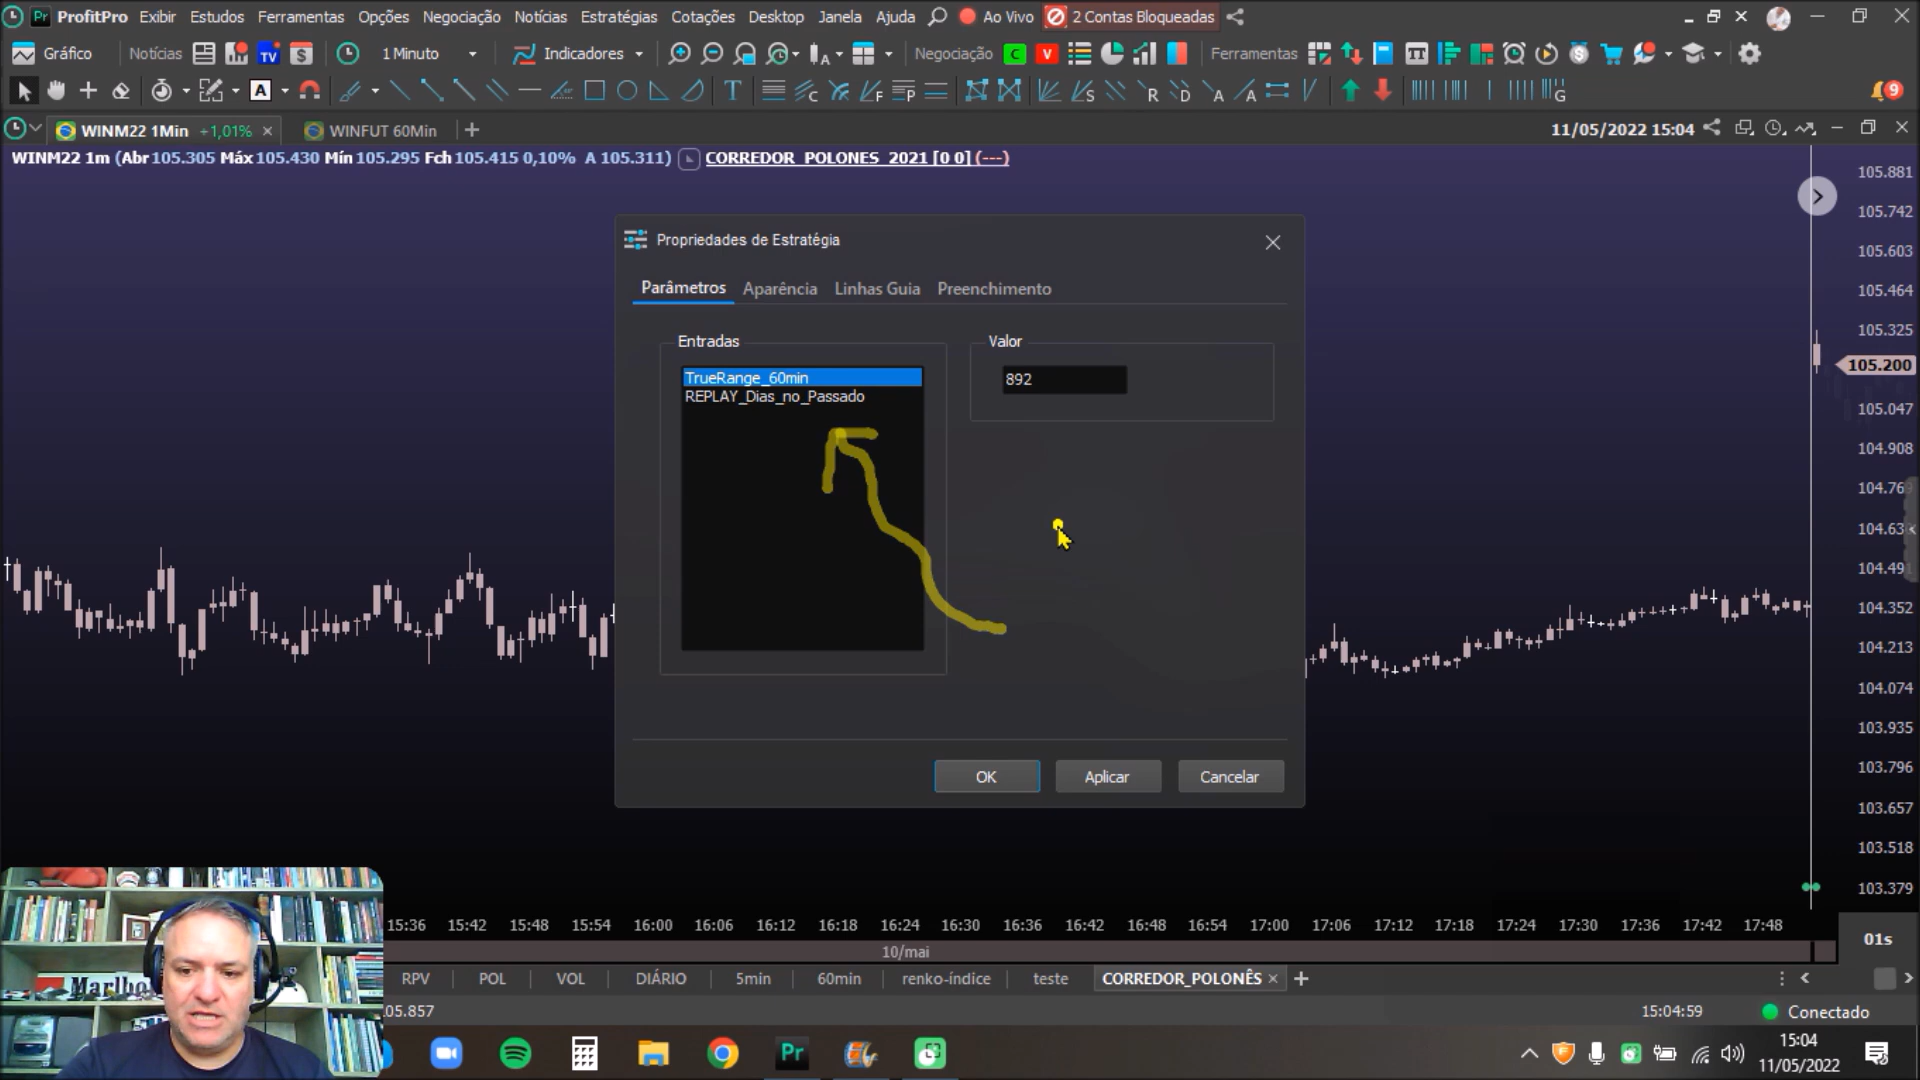 ProfitPro Exibir Estudos Ferramentas Opções Negociação Notícias Estratégias Cotações Desktop Janela Ajuda Ao Vivo 2 Contas Bloqueadas
Gráfico Notícias TV 1 Minuto Indicadores Negociação C V Ferramentas
9
WINM22 1Min +1,01% WINFUT 60Min 11/05/2022 15:04
WINM22 1m (Abr 105.305 Máx 105.430 Mín 105.295 Fch 105.415 0,10% A 105.311) CORREDOR_POLONES_2021 [0 0] (---)
105.881
105.742
105.603
105.464
105.325
105.200
105.047
104.908
104.769
104.491
104.352
104.213
104.074
103.935
103.796
103.657
103.518
103.379
Propriedades de Estratégia
Parâmetros Aparência Linhas Guia Preenchimento
Entradas Valor
TrueRange_60min 892
REPLAY_Dias_no_Passado
OK Aplicar Cancelar
15:36 15:42 15:48 15:54 16:00 16:06 16:12 16:18 16:24 16:30 16:36 16:42 16:48 16:54 17:00 17:06 17:12 17:18 17:24 17:30 17:36 17:42 17:48
01s
10/mai
RPV POL VOL DIÁRIO 5min 60min renko-índice teste CORREDOR_POLONÊS
05.857 15:04:59 Conectado
Pr
15:04
11/05/2022